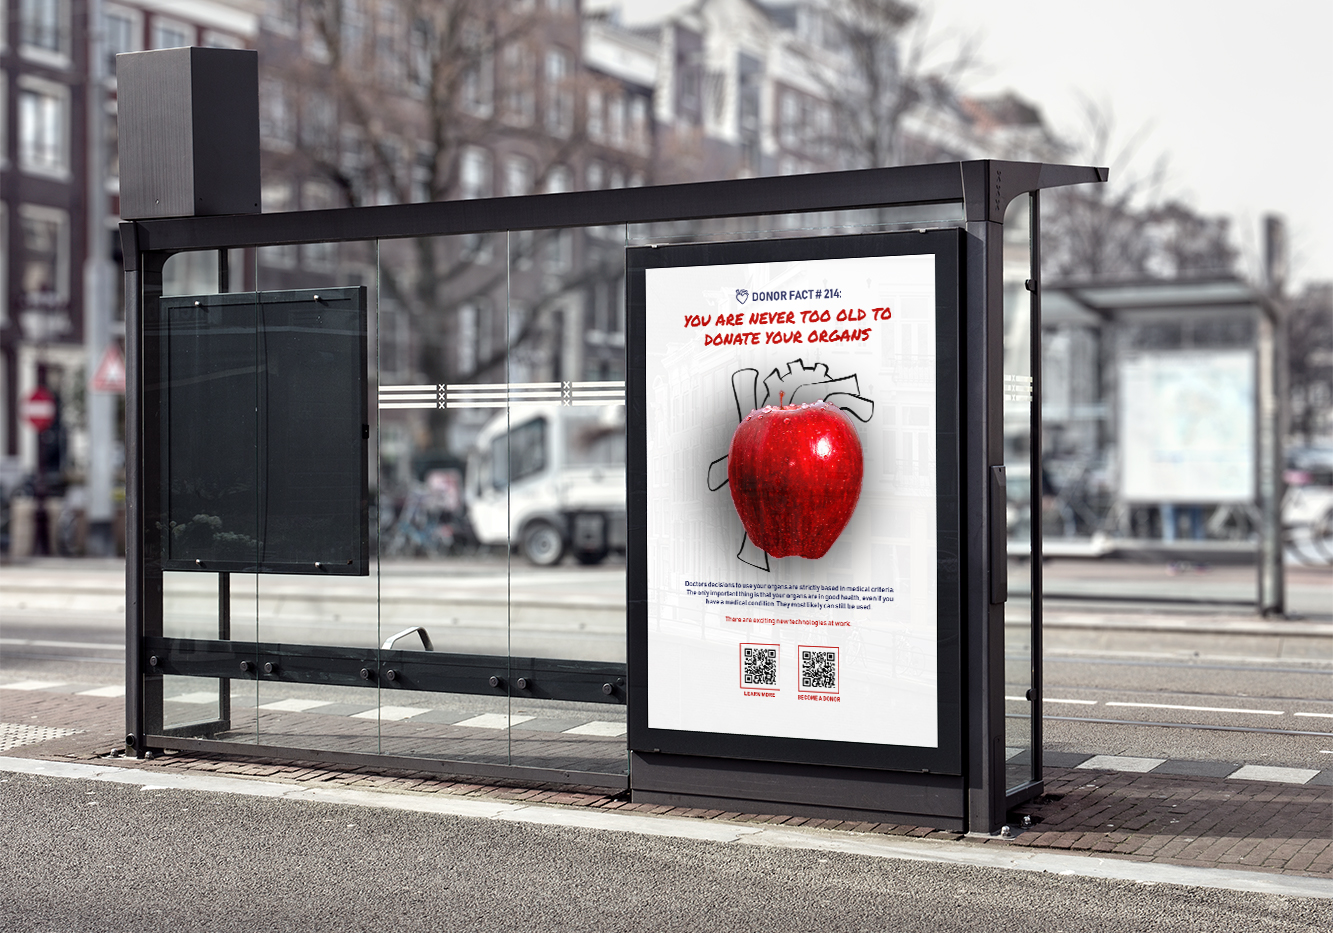 DONOR FACT # 214:
YOU ARE NEVER TOO OLD TO
DONATE YOUR ORGANS
Doctors decisions to use your organs are strictly based in medical criteria
The only important thing is that your organs are in good health, even if you
have a medical condition. They most likely can still be used.
There are exciting new technologies at work.
LEARN MORE
BECOME A DONOR